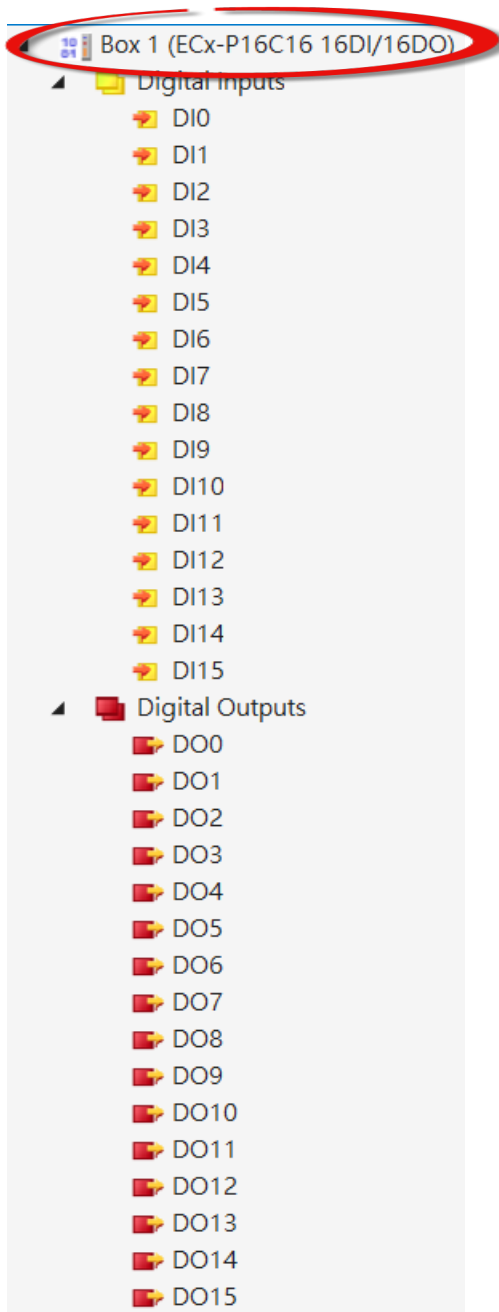 Box 1 (ECx-P16C16 16DI/16DO)
Digital Inputs
DI0
DI1
DI2
DI3
DI4
DI5
DI6
DI7
DI8
DI9
DI10
DI11
DI12
DI13
DI14
DI15
Digital Outputs
DO0
DO1
DO2
DO3
DO4
DO5
DO6
DO7
DO8
DO9
DO10
DO11
DO12
DO13
DO14
DO15